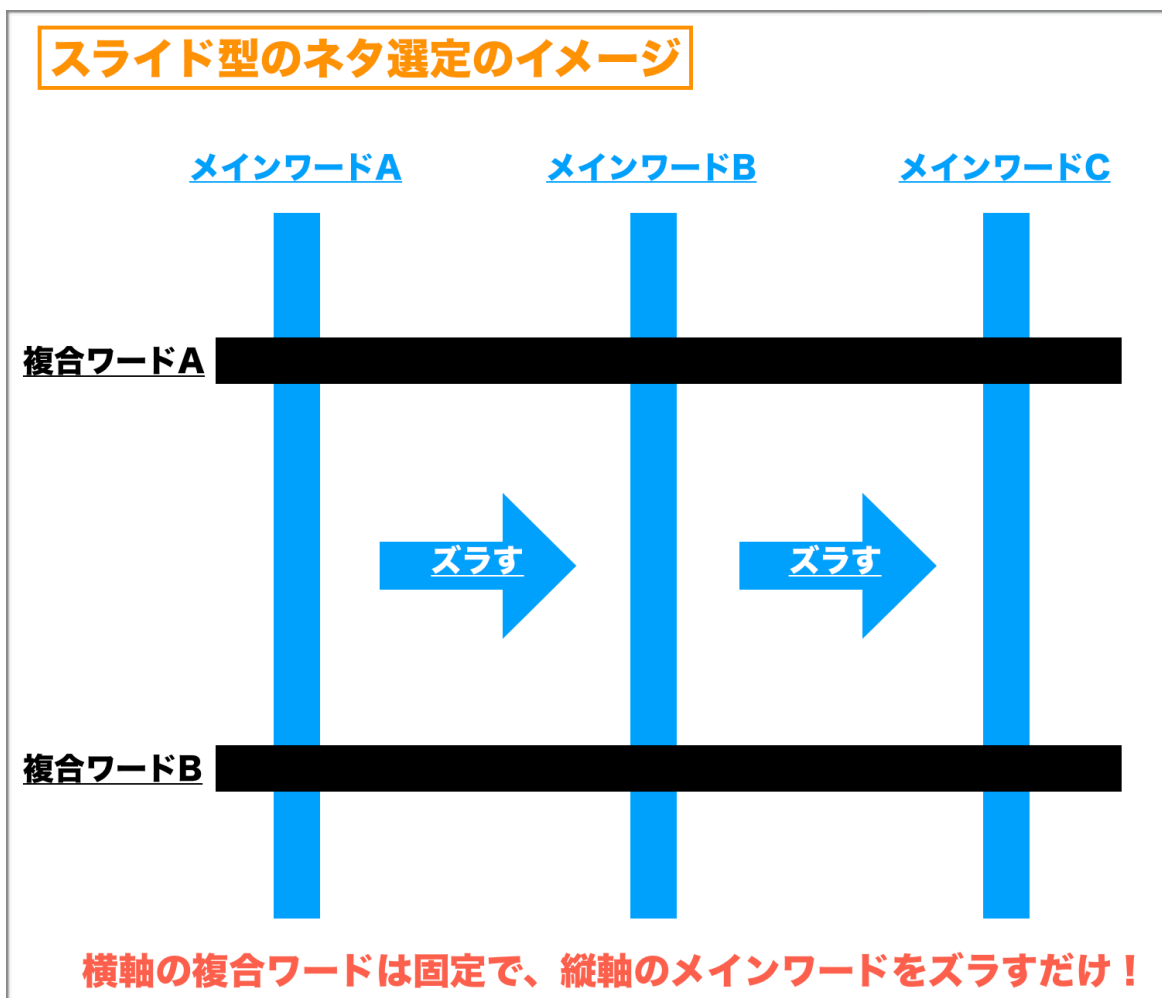 スライド型のネタ選定のイメージ
メインワードA
メインワードB
メインワードC
複合ワードA
ズラす
ズラす
複合ワードB
横軸の複合ワードは固定で、縦軸のメインワードをズラすだけ！